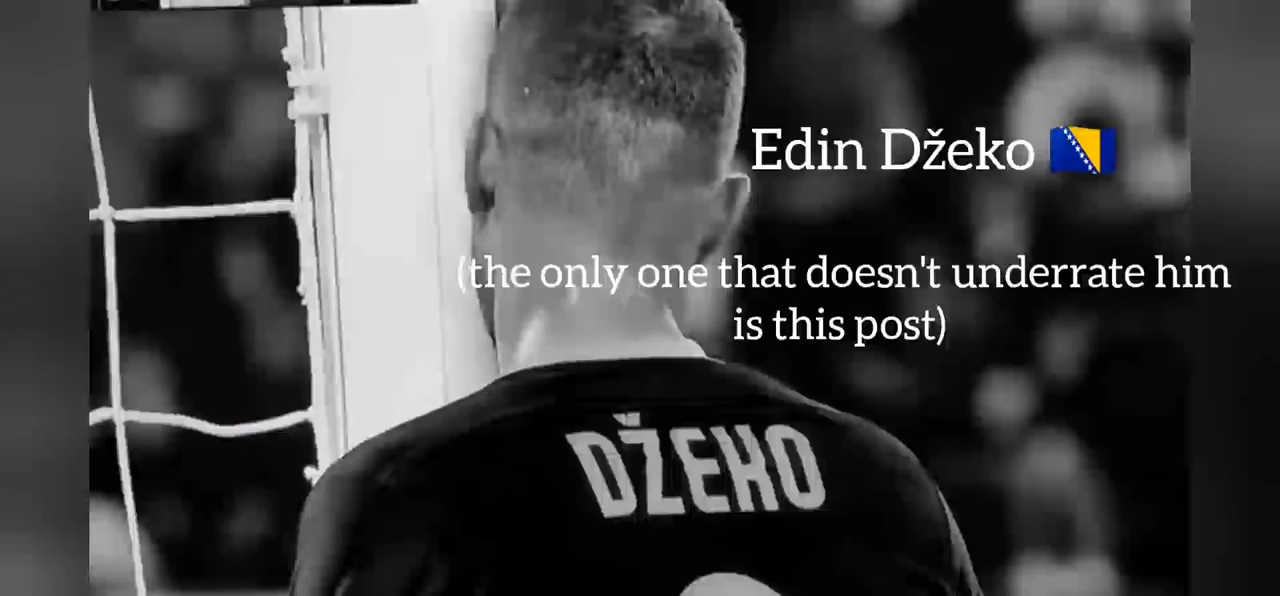 Edin Džeko 🇧🇦
(the only one that doesn't underrate him
is this post)
DŽEKO